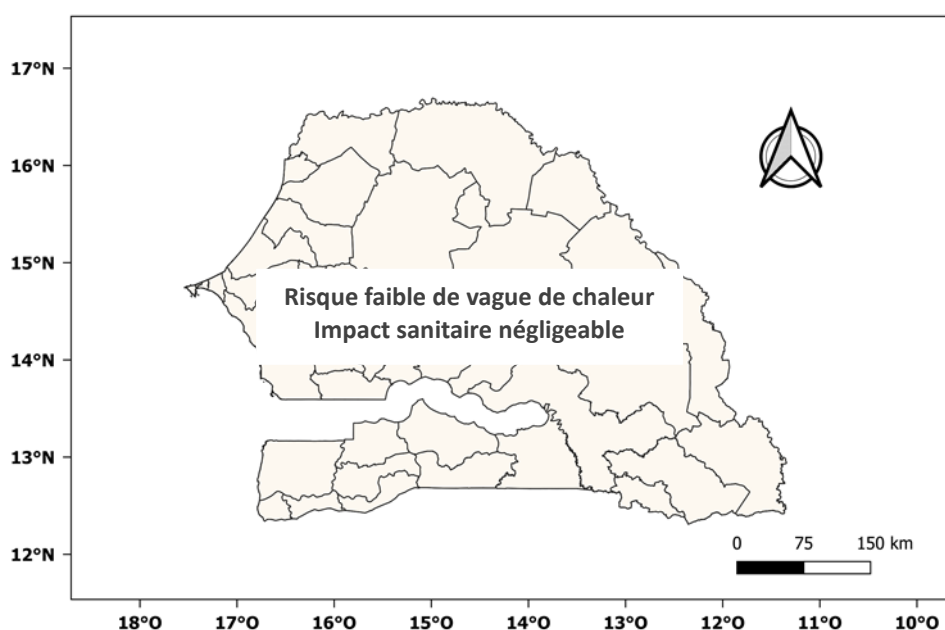 17°N
16°N
15°N
Risque faible de vague de chaleur
Impact sanitaire négligeable
14°N
13°N
12°N
0 75 150 km
18°O 17°O 16°O 15°O 14°O 13°O 12°O 11°O 10°O